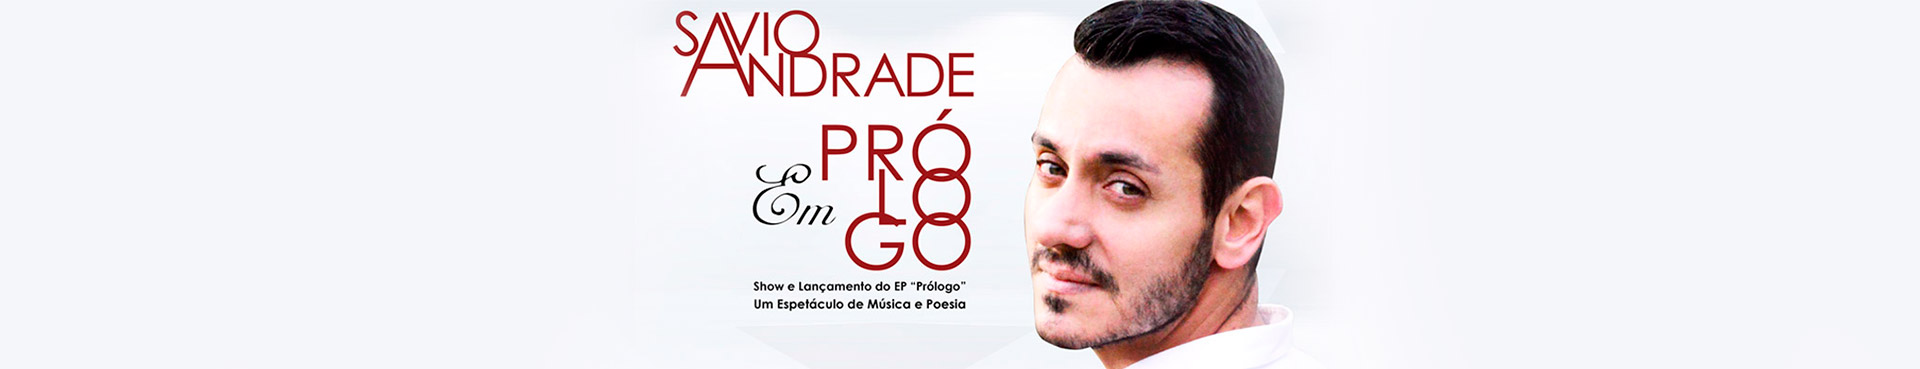 SAVIO
ANDRADE
Em
PRÓ
LO
GO
Show e Lançamento do EP “Prólogo”
Um Espetáculo de Música e Poesia